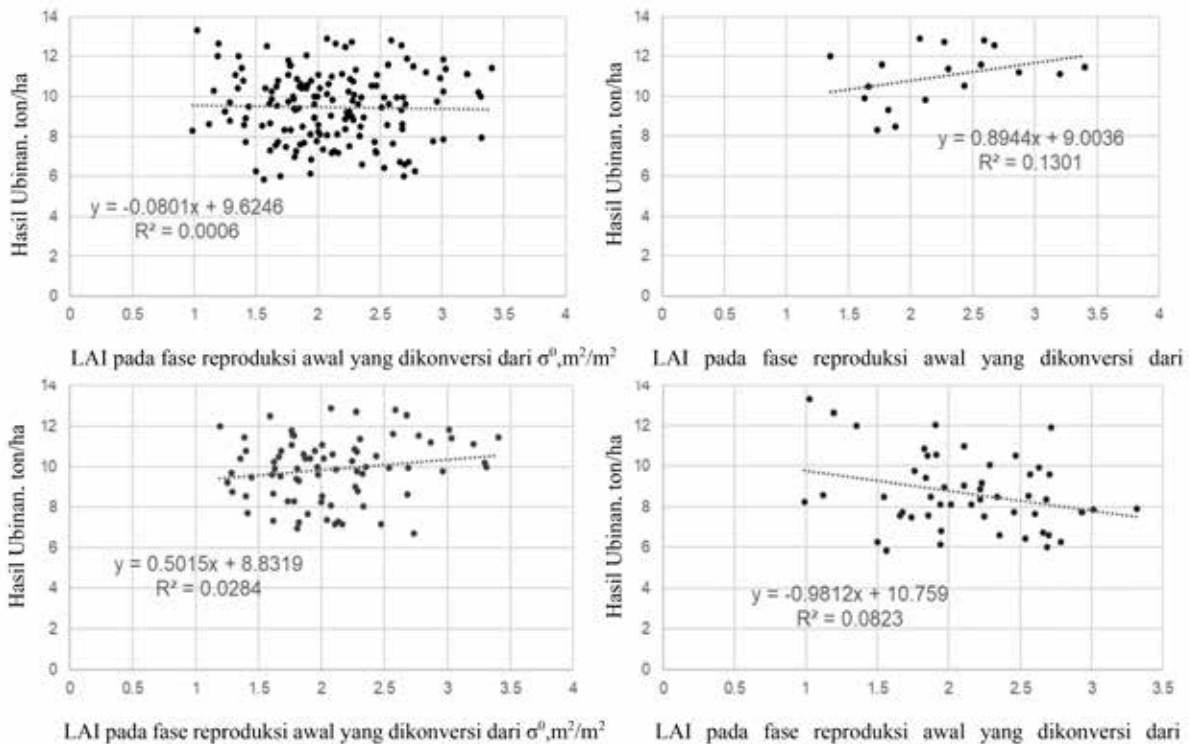 Hasil Ubinan. ton/ha
14
12
10
8
6
4
2
0
y = -0.0801x + 9.6246
R² = 0.0006
0 0.5 1 1.5 2 2.5 3 3.5 4
LAI pada fase reproduksi awal yang dikonversi dari σ⁰,m²/m²
Hasil Ubinan. ton/ha
14
12
10
8
6
4
2
0
y = 0.8944x + 9.0036
R² = 0.1301
0 0.5 1 1.5 2 2.5 3 3.5 4
LAI pada fase reproduksi awal yang dikonversi dari
Hasil Ubinan. ton/ha
14
12
10
8
6
4
2
0
y = 0.5015x + 8.8319
R² = 0.0284
0 0.5 1 1.5 2 2.5 3 3.5 4
LAI pada fase reproduksi awal yang dikonversi dari σ⁰,m²/m²
Hasil Ubinan. ton/ha
14
12
10
8
6
4
2
0
y = -0.9812x + 10.759
R² = 0.0823
0 0.5 1 1.5 2 2.5 3 3.5
LAI pada fase reproduksi awal yang dikonversi dari